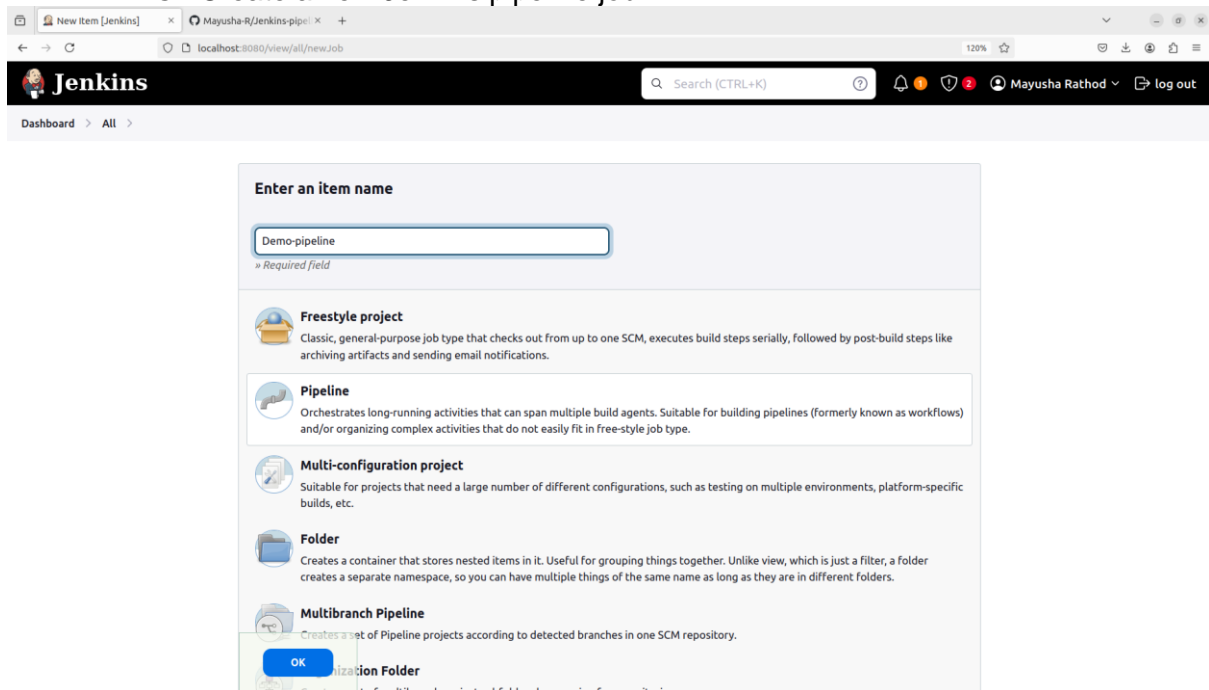 New Item [Jenkins]
Mayusha-R/Jenkins-pipel
localhost:8080/view/all/newJob
120%
Jenkins
Search (CTRL+K)
1
2
Mayusha Rathod
log out
Dashboard > All >
Enter an item name
Demo-pipeline
» Required field
Freestyle project
Classic, general-purpose job type that checks out from up to one SCM, executes build steps serially, followed by post-build steps like
archiving artifacts and sending email notifications.
Pipeline
Orchestrates long-running activities that can span multiple build agents. Suitable for building pipelines (formerly known as workflows)
and/or organizing complex activities that do not easily fit in free-style job type.
Multi-configuration project
Suitable for projects that need a large number of different configurations, such as testing on multiple environments, platform-specific
builds, etc.
Folder
Creates a container that stores nested items in it. Useful for grouping things together. Unlike view, which is just a filter, a folder
creates a separate namespace, so you can have multiple things of the same name as long as they are in different folders.
Multibranch Pipeline
Creates a set of Pipeline projects according to detected branches in one SCM repository.
OK
ization Folder